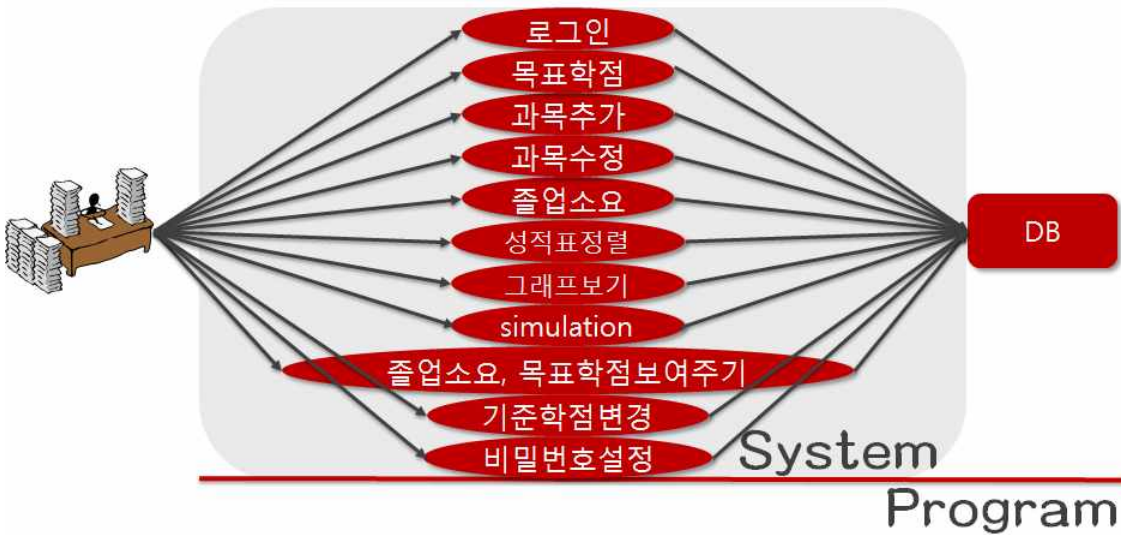 로그인
목표학점
과목추가
과목수정
졸업소요
성적표정렬
그래프보기
simulation
졸업소요, 목표학점보여주기
기준학점변경
비밀번호설정
DB
System
Program